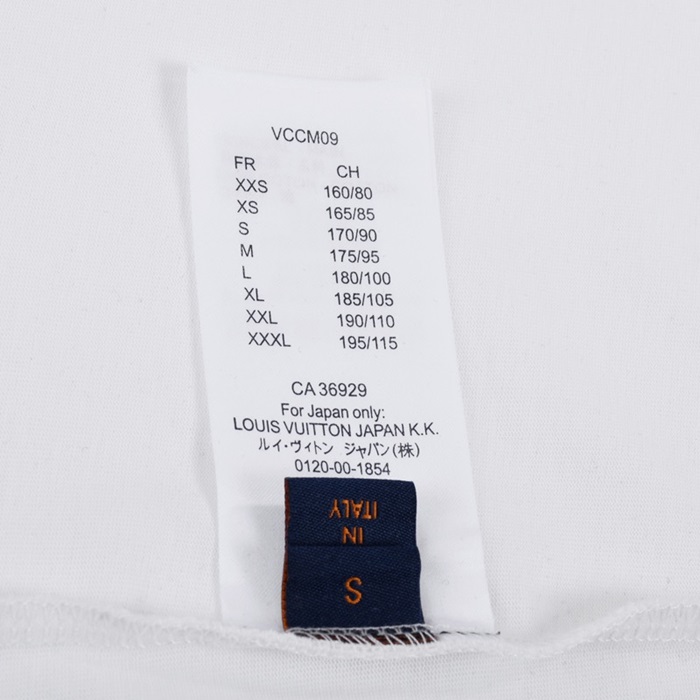 VCCM09
FR CH
XXS 160/80
XS 165/85
S 170/90
M 175/95
L 180/100
XL 185/105
XXL 190/110
XXXL 195/115
CA 36929
For Japan only:
LOUIS VUITTON JAPAN K.K.
ルイ・ヴィトン ジャパン(株)
0120-00-1854
IN
ITALY
S